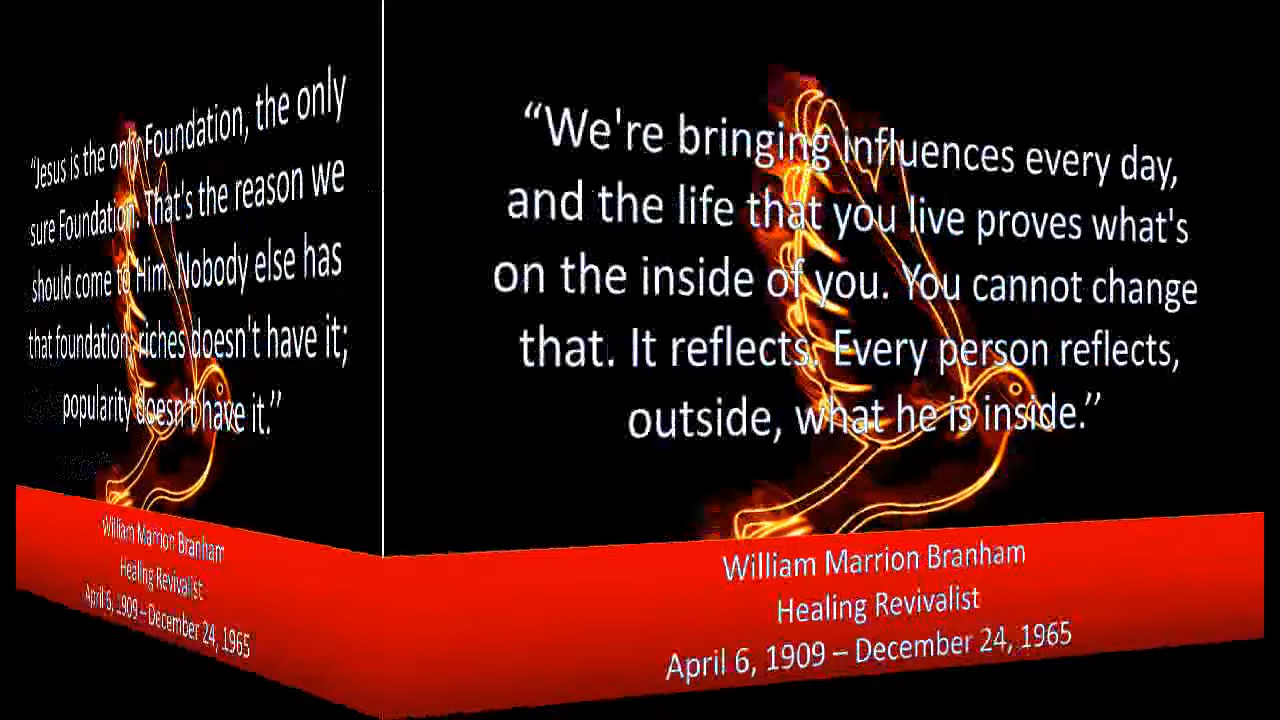 “Jesus is the only Foundation, the only
sure Foundation. That's the reason we
should come to Him. Nobody else has
that foundation, riches doesn't have it;
popularity doesn't have it.”
William Marrion Branham
Healing Revivalist
April 6, 1909 – December 24, 1965
“We're bringing influences every day,
and the life that you live proves what's
on the inside of you. You cannot change
that. It reflects. Every person reflects,
outside, what he is inside.”
William Marrion Branham
Healing Revivalist
April 6, 1909 – December 24, 1965